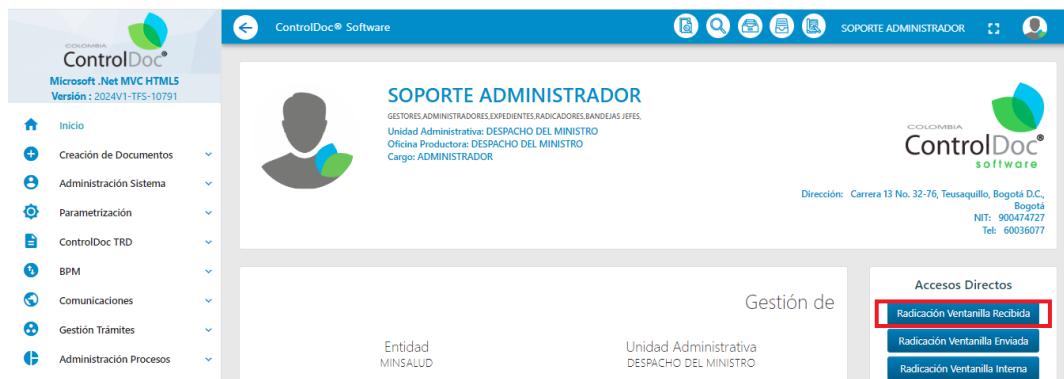 COLOMBIA
ControlDoc®
Microsoft .Net MVC HTML5
Versión : 2024V1-TFS-10791
Inicio
Creación de Documentos
Administración Sistema
Parametrización
ControlDoc TRD
BPM
Comunicaciones
Gestión Trámites
Administración Procesos
ControlDoc® Software
SOPORTE ADMINISTRADOR
SOPORTE ADMINISTRADOR
GESTORES,ADMINISTRADORES,EXPEDIENTES,RADICADORES,BANDEJAS JEFES,
Unidad Administrativa: DESPACHO DEL MINISTRO
Oficina Productora: DESPACHO DEL MINISTRO
Cargo: ADMINISTRADOR
COLOMBIA
ControlDoc®
software
Dirección: Carrera 13 No. 32-76, Teusaquillo, Bogotá D.C.,
Bogotá
NIT: 900474727
Tel: 60036077
Gestión de
Entidad
MINSALUD
Unidad Administrativa
DESPACHO DEL MINISTRO
Accesos Directos
Radicación Ventanilla Recibida
Radicación Ventanilla Enviada
Radicación Ventanilla Interna